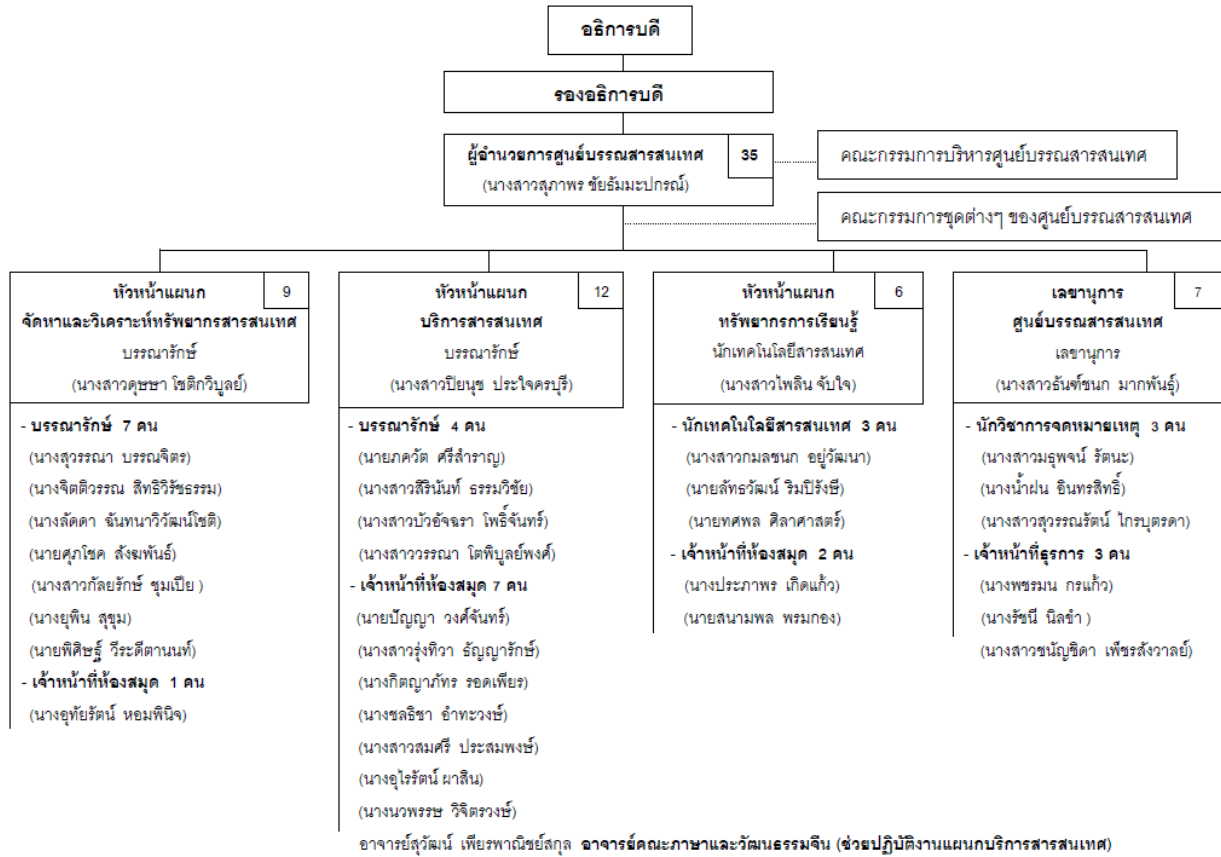 อธิการบดี
รองอธิการบดี
ผู้อำนวยการศูนย์บรรณสารสนเทศ 35
(นางสาวสุภาพร ชัยธัมมะปกรณ์)
คณะกรรมการบริหารศูนย์บรรณสารสนเทศ
คณะกรรมการชุดต่างๆ ของศูนย์บรรณสารสนเทศ
หัวหน้าแผนก 9
จัดหาและวิเคราะห์ทรัพยากรสารสนเทศ
บรรณารักษ์
(นางสาวดุษษา โชติกวิบูลย์)
- บรรณารักษ์ 7 คน
(นางสุวรรณา บรรณจิตร)
(นางจิตติวรรณ สิทธิวิรัชธรรม)
(นางลัดดา ฉันทนาวิวัฒน์โชติ)
(นายศุภโชค สังฆพันธ์)
(นางสาวกัลยรักษ์ ชุมเปีย )
(นางยุพิน สุขุม)
(นายพิศิษฐ์ วีระดีตานนท์)
- เจ้าหน้าที่ห้องสมุด 1 คน
(นางอุทัยรัตน์ หอมพินิจ)
หัวหน้าแผนก 12
บริการสารสนเทศ
บรรณารักษ์
(นางสาวปิยนุช ประใจครบุรี)
- บรรณารักษ์ 4 คน
(นายภควัต ศรีสำราญ)
(นางสาวสิรินันท์ ธรรมวิชัย)
(นางสาวบัวอัจฉรา โพธิ์จันทร์)
(นางสาววรรณา โตพิบูลย์พงศ์)
- เจ้าหน้าที่ห้องสมุด 7 คน
(นายปัญญา วงศ์จันทร์)
(นางสาวรุ่งทิวา ธัญญารักษ์)
(นางกิตญาภัทร รอดเพียร)
(นางชลธิชา อำทะวงษ์)
(นางสาวสมศรี ประสมพงษ์)
(นางอุไรรัตน์ ผาสิน)
(นางนวพรรษ วิจิตรวงษ์)
อาจารย์สุวัฒน์ เพียรพาณิชย์สกุล อาจารย์คณะภาษาและวัฒนธรรมจีน (ช่วยปฏิบัติงานแผนกบริการสารสนเทศ)
หัวหน้าแผนก 6
ทรัพยากรการเรียนรู้
นักเทคโนโลยีสารสนเทศ
(นางสาวไพลิน จับใจ)
- นักเทคโนโลยีสารสนเทศ 3 คน
(นางสาวกมลชนก อยู่วัฒนา)
(นายลัทธวัฒน์ ริมปิรังษี)
(นายทศพล ศิลาศาสตร์)
- เจ้าหน้าที่ห้องสมุด 2 คน
(นางประภาพร เกิดแก้ว)
(นายสนามพล พรมกอง)
เลขานุการ 7
ศูนย์บรรณสารสนเทศ
เลขานุการ
(นางสาวธันฑ์ชนก มากพันธุ์)
- นักวิชาการจดหมายเหตุ 3 คน
(นางสาวมธุพจน์ รัตนะ)
(นางน้ำฝน อินทรสิทธิ์)
(นางสาวสุวรรณรัตน์ ไกรบุตรดา)
- เจ้าหน้าที่ธุรการ 3 คน
(นางพชรมน กรแก้ว)
(นางรัชนี นิลขำ )
(นางสาวชนัญชิดา เพ็ชรสังวาลย์)